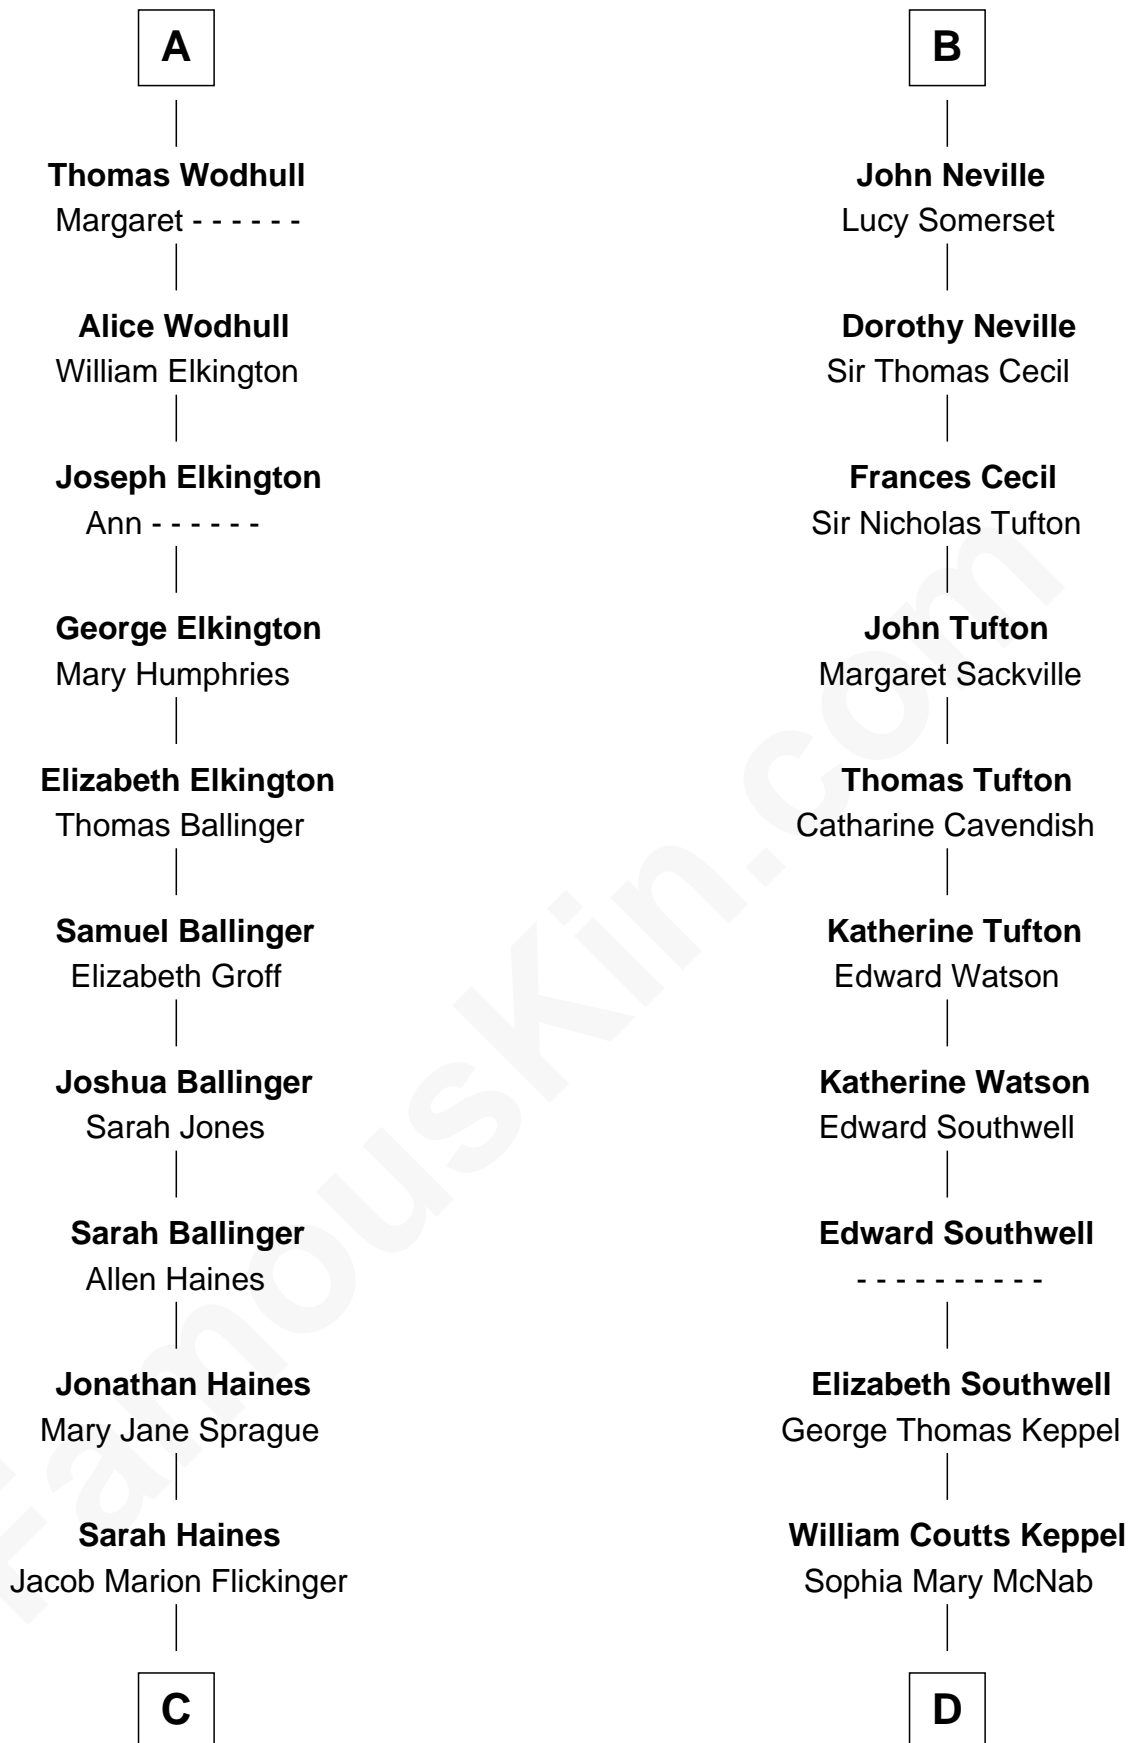 A
Thomas Wodhull
Margaret - - - - - -
Alice Wodhull
William Elkington
Joseph Elkington
Ann - - - - - -
George Elkington
Mary Humphries
Elizabeth Elkington
Thomas Ballinger
Samuel Ballinger
Elizabeth Groff
Joshua Ballinger
Sarah Jones
Sarah Ballinger
Allen Haines
Jonathan Haines
Mary Jane Sprague
Sarah Haines
Jacob Marion Flickinger
C
B
John Neville
Lucy Somerset
Dorothy Neville
Sir Thomas Cecil
Frances Cecil
Sir Nicholas Tufton
John Tufton
Margaret Sackville
Thomas Tufton
Catharine Cavendish
Katherine Tufton
Edward Watson
Katherine Watson
Edward Southwell
Edward Southwell
- - - - - - - - - -
Elizabeth Southwell
George Thomas Keppel
William Coutts Keppel
Sophia Mary McNab
D
FamousKin.com